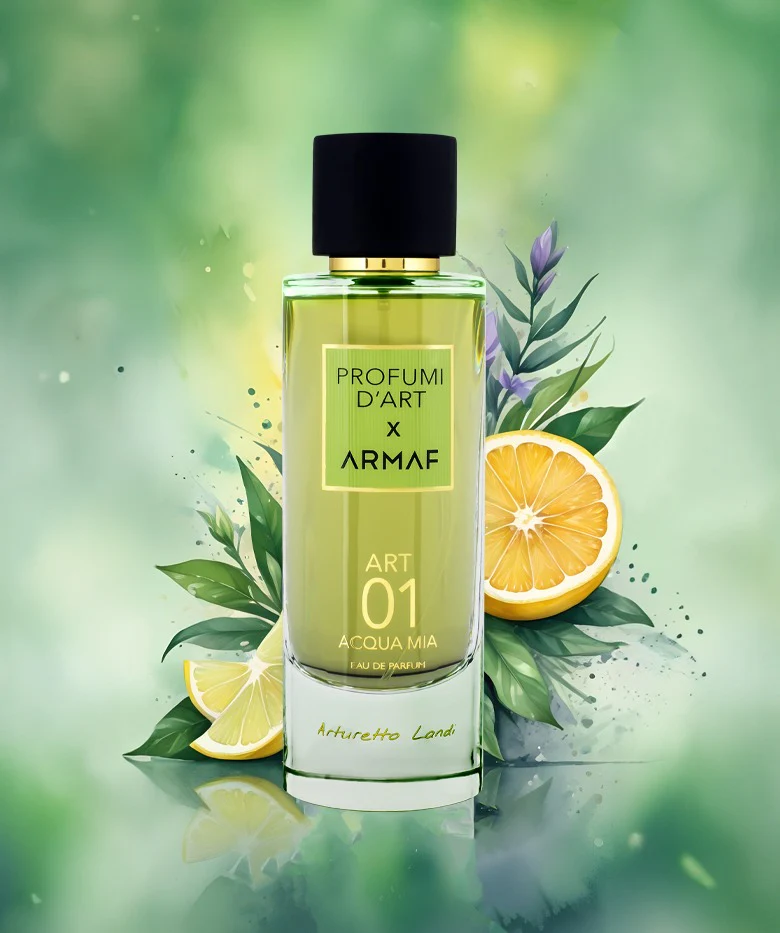 PROFUMI
D'ART
X
ARMAF
ART
01
ACQUA MIA
EAU DE PARFUM
Arturetto Landi